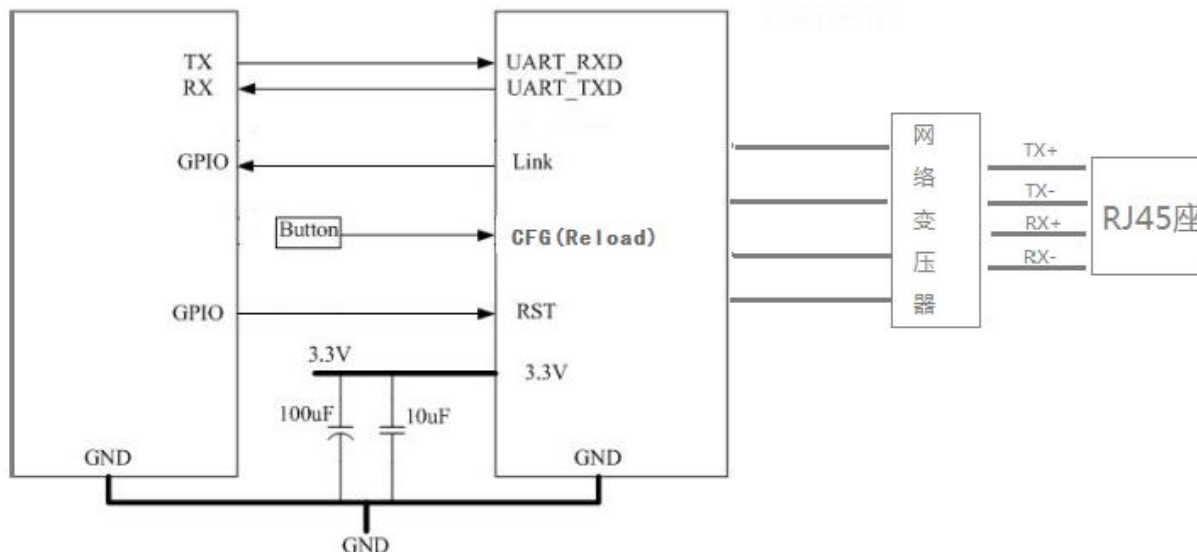 TX
RX
GPIO
GPIO
GND
Button
3.3V
100uF
10uF
GND
UART_RXD
UART_TXD
Link
CFG(Reload)
RST
3.3V
GND
网
络
变
压
器
TX+
TX-
RX+
RX-
RJ45座